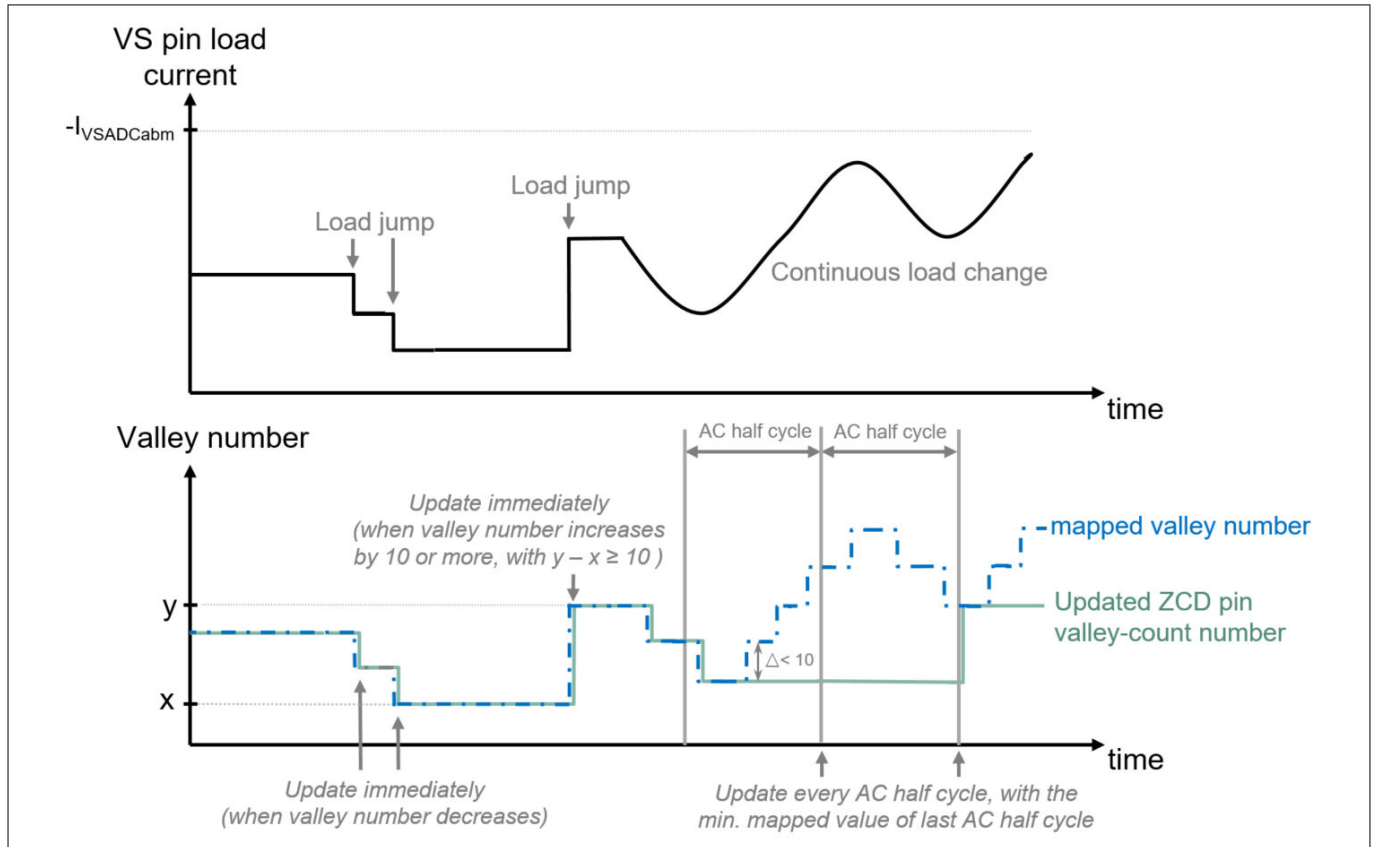 VS pin load
current
-I_VSADCabm
Load jump
Load jump
Continuous load change
time
Valley number
AC half cycle
AC half cycle
Update immediately
(when valley number increases
by 10 or more, with y – x ≥ 10 )
mapped valley number
y
Updated ZCD pin
valley-count number
△< 10
x
time
Update immediately
(when valley number decreases)
Update every AC half cycle, with the
min. mapped value of last AC half cycle